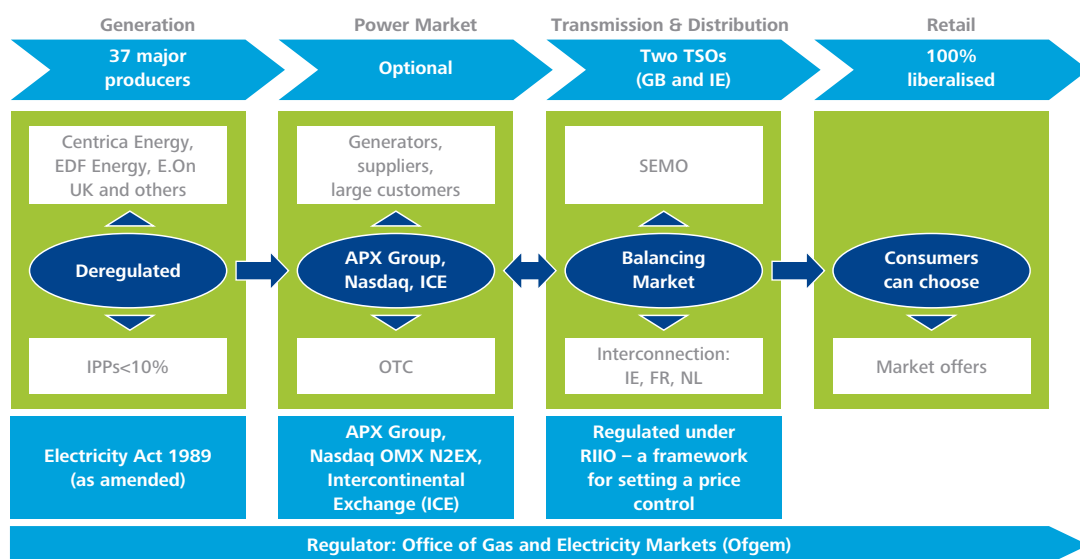 Generation
Power Market
Transmission & Distribution
Retail
37 major
producers
Optional
Two TSOs
(GB and IE)
100%
liberalised
Centrica Energy,
EDF Energy, E.On
UK and others
Generators,
suppliers,
large customers
SEMO
Deregulated
APX Group,
Nasdaq, ICE
Balancing
Market
Consumers
can choose
IPPs<10%
OTC
Interconnection:
IE, FR, NL
Market offers
Electricity Act 1989
(as amended)
APX Group,
Nasdaq OMX N2EX,
Intercontinental
Exchange (ICE)
Regulated under
RIIO – a framework
for setting a price
control
Regulator: Office of Gas and Electricity Markets (Ofgem)